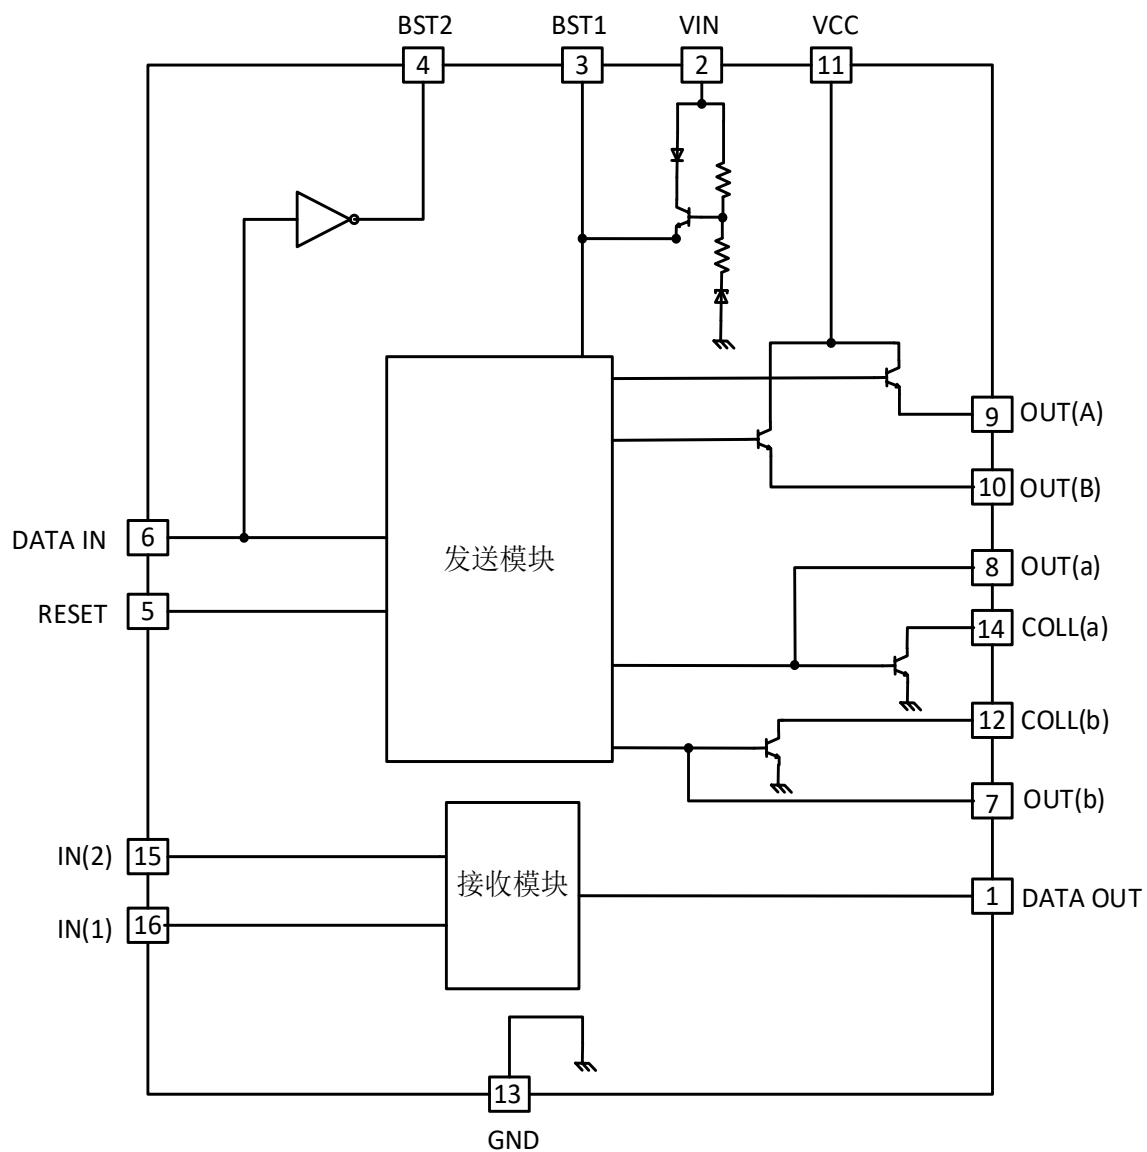 BST2 BST1 VIN VCC
4 3 2 11
9 OUT(A)
10 OUT(B)
DATA IN 6
发送模块
8 OUT(a)
RESET 5
14 COLL(a)
12 COLL(b)
7 OUT(b)
IN(2) 15
接收模块
1 DATA OUT
IN(1) 16
13
GND